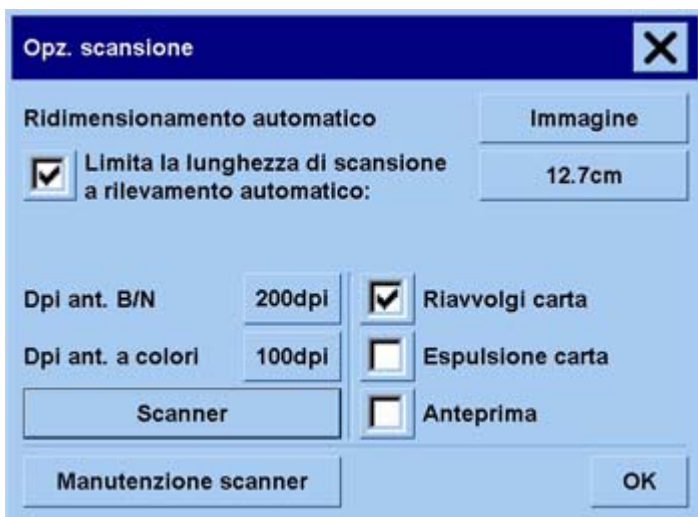 Opz. scansione
Ridimensionamento automatico
Immagine
Limita la lunghezza di scansione
a rilevamento automatico:
12.7cm
Dpi ant. B/N
200dpi
Riavvolgi carta
Dpi ant. a colori
100dpi
Espulsione carta
Scanner
Anteprima
Manutenzione scanner
OK